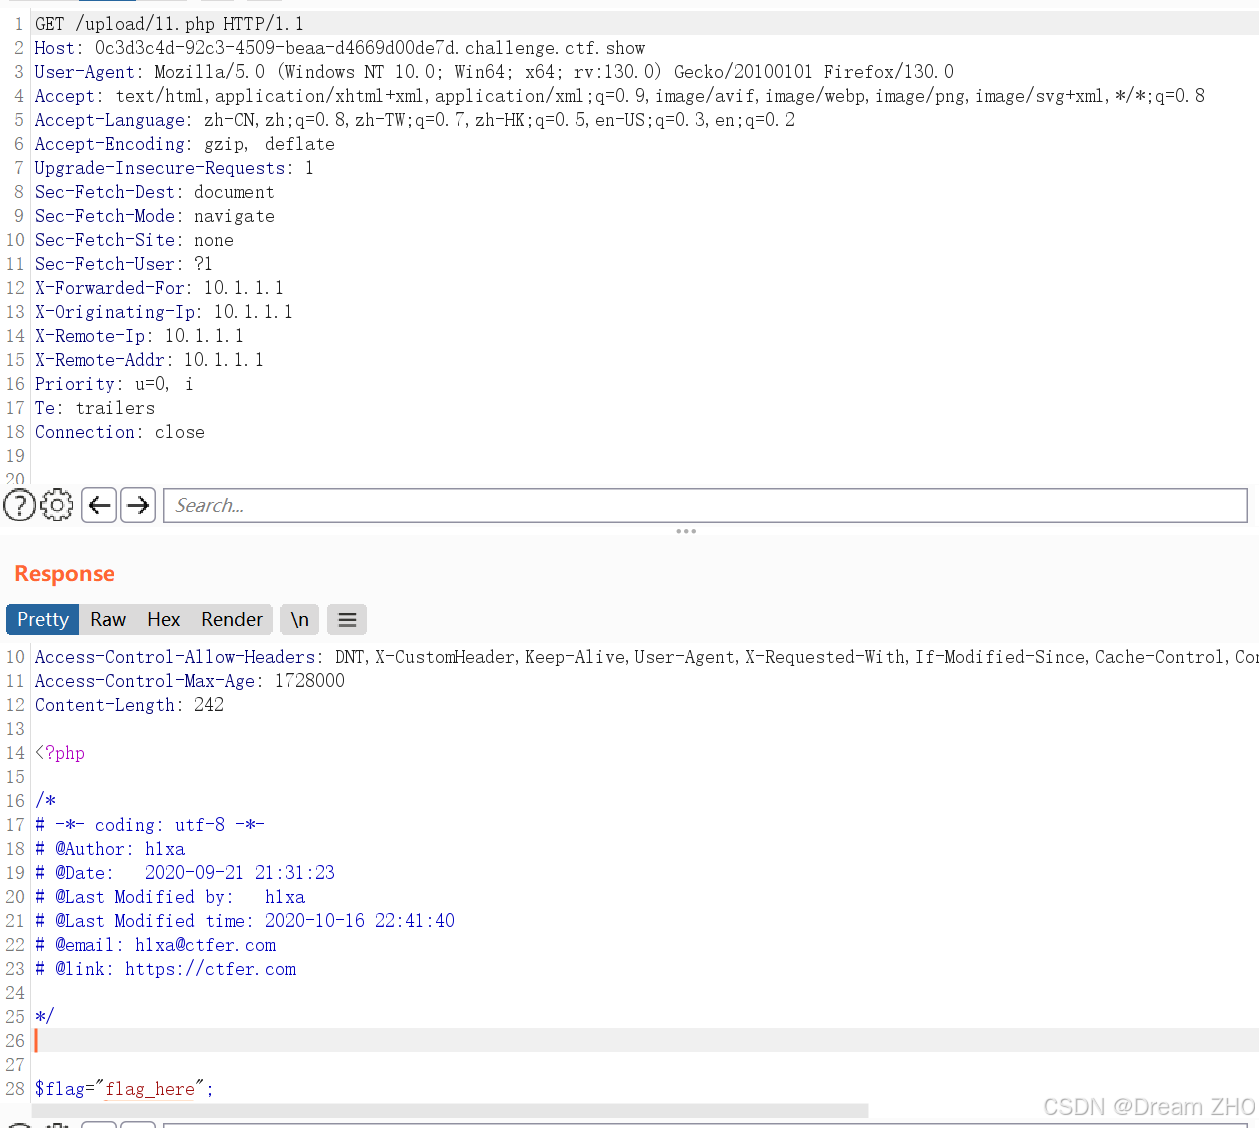 1 GET /upload/11.php HTTP/1.1
2 Host: 0c3d3c4d-92c3-4509-beaa-d4669d00de7d.challenge.ctf.show
3 User-Agent: Mozilla/5.0 (Windows NT 10.0; Win64; x64; rv:130.0) Gecko/20100101 Firefox/130.0
4 Accept: text/html,application/xhtml+xml,application/xml;q=0.9,image/avif,image/webp,image/png,image/svg+xml,*/*;q=0.8
5 Accept-Language: zh-CN,zh;q=0.8,zh-TW;q=0.7,zh-HK;q=0.5,en-US;q=0.3,en;q=0.2
6 Accept-Encoding: gzip, deflate
7 Upgrade-Insecure-Requests: 1
8 Sec-Fetch-Dest: document
9 Sec-Fetch-Mode: navigate
10 Sec-Fetch-Site: none
11 Sec-Fetch-User: ?1
12 X-Forwarded-For: 10.1.1.1
13 X-Originating-Ip: 10.1.1.1
14 X-Remote-Ip: 10.1.1.1
15 X-Remote-Addr: 10.1.1.1
16 Priority: u=0, i
17 Te: trailers
18 Connection: close
19
20
Search...
Response
Pretty Raw Hex Render \n
10 Access-Control-Allow-Headers: DNT,X-CustomHeader,Keep-Alive,User-Agent,X-Requested-With,If-Modified-Since,Cache-Control,Con
11 Access-Control-Max-Age: 1728000
12 Content-Length: 242
13
14 <?php
15
16 /*
17 # -*- coding: utf-8 -*-
18 # @Author: h1xa
19 # @Date:   2020-09-21 21:31:23
20 # @Last Modified by:   h1xa
21 # @Last Modified time: 2020-10-16 22:41:40
22 # @email: h1xa@ctfer.com
23 # @link: https://ctfer.com
24
25 */
26
27
28 $flag="flag_here";
CSDN @Dream ZHO